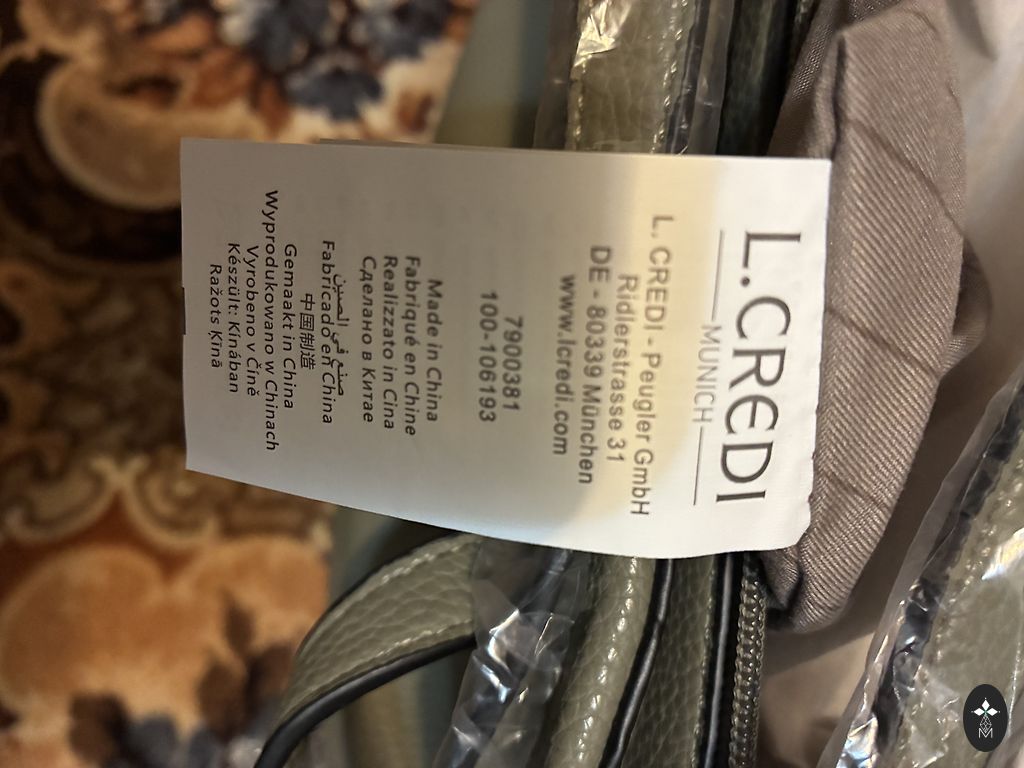 L.CREDI
MUNICH
L. CREDI - Peugler GmbH
Ridlerstrasse 31
DE - 80339 München
www.lcredi.com
7900381
100-106193
Made in China
Fabriqué en Chine
Realizzato in Cina
Сделано в Китае
صنع في الصين
Fabricado en China
中国制造
Gemaakt in China
Wyprodukowano w Chinach
Vyrobeno v Číně
Készült: Kínában
Ražots Ķīnā